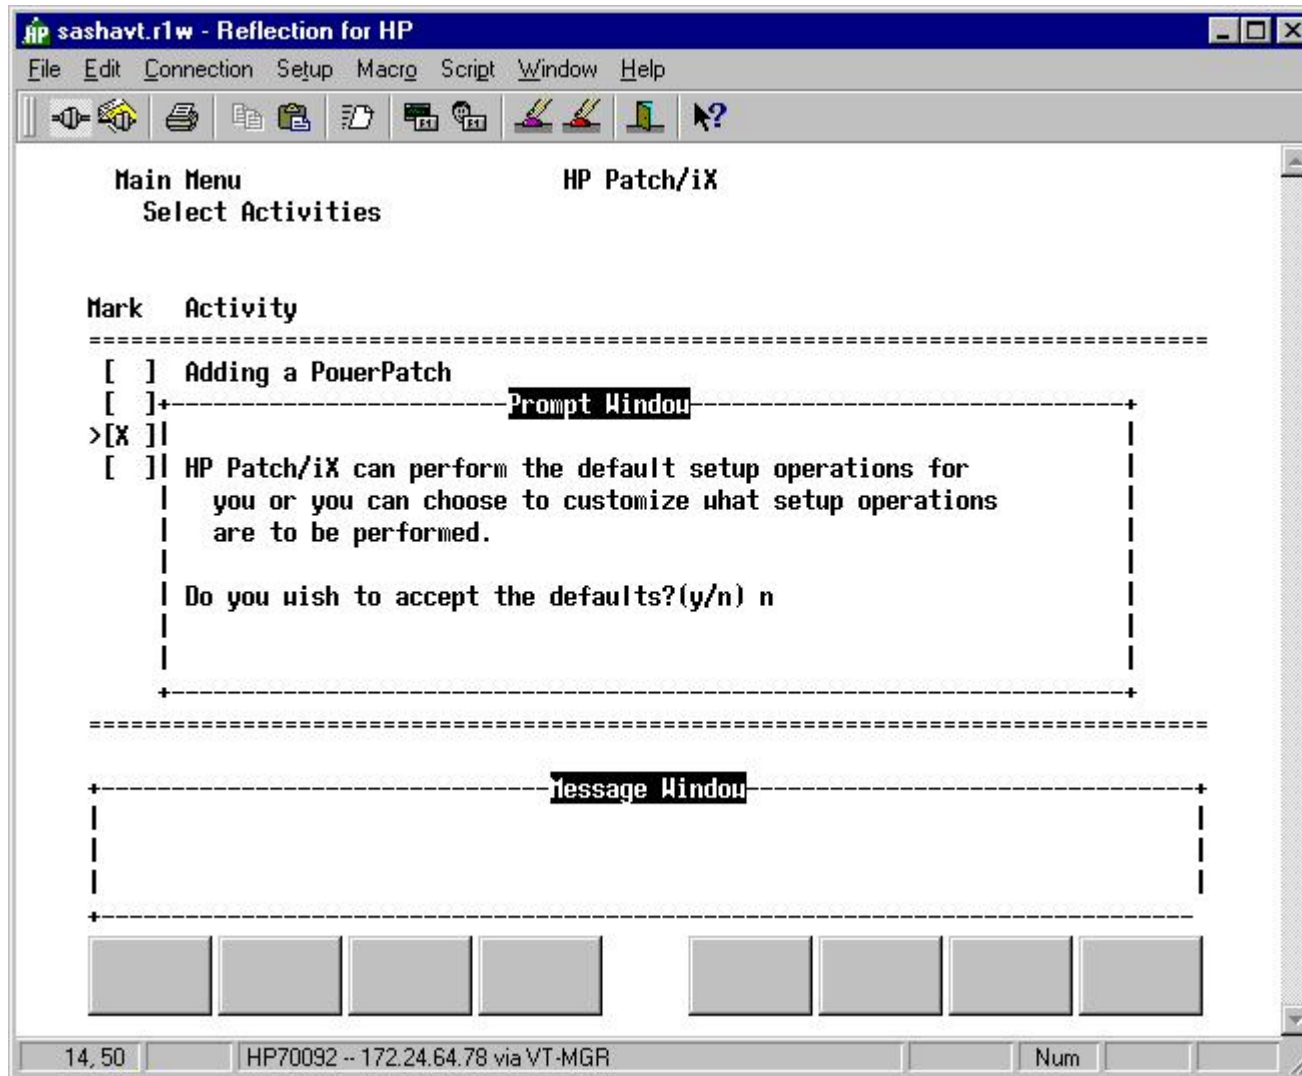 sashavt.r1w - Reflection for HP
File Edit Connection Setup Macro Script Window Help
Main Menu HP Patch/iX
Select Activities
Mark Activity
================================================================================
[ ] Adding a PowerPatch
[ ]+------------------------Prompt Window-------------------------------+
>[X ]|
[ ]| HP Patch/iX can perform the default setup operations for |
| you or you can choose to customize what setup operations |
| are to be performed. |
| Do you wish to accept the defaults?(y/n) n |
================================================================================
Message Window
14, 50 HP70092 -- 172.24.64.78 via VT-MGR Num